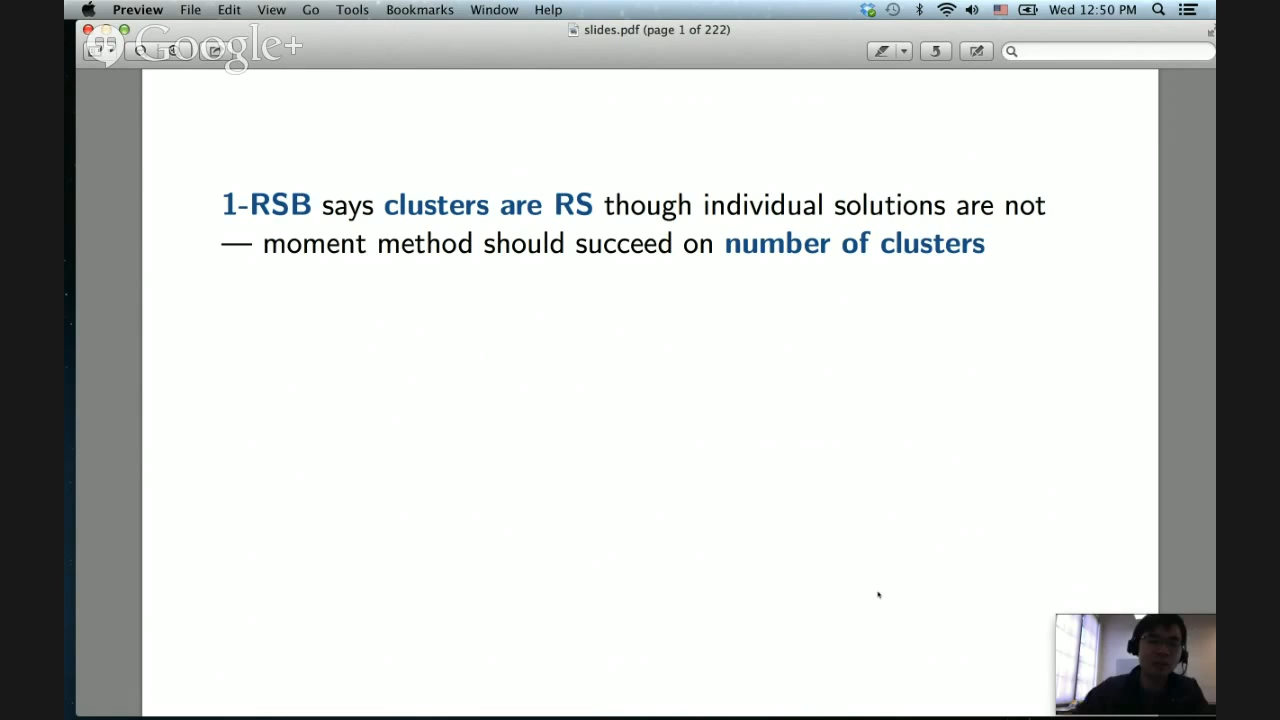 Preview File Edit View Go Tools Bookmarks Window Help Wed 12:50 PM
slides.pdf (page 1 of 222)
Google+
1-RSB says clusters are RS though individual solutions are not
— moment method should succeed on number of clusters